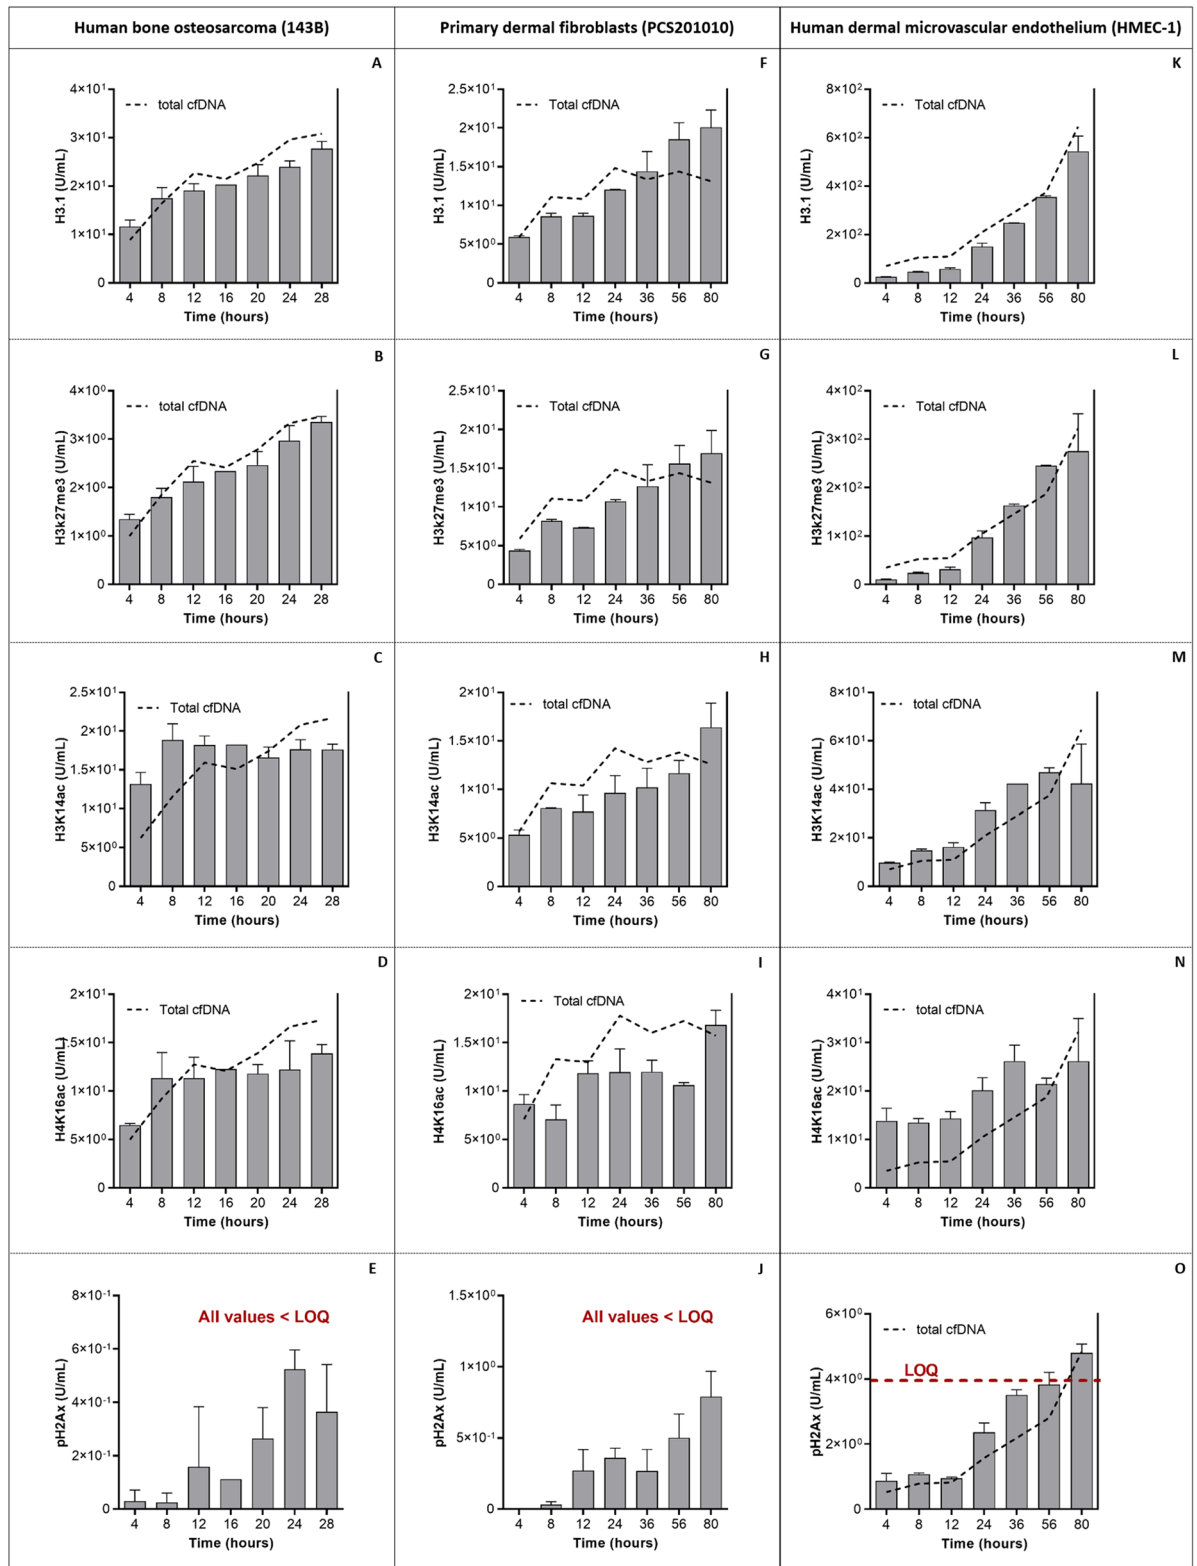 Human bone osteosarcoma (143B)
Primary dermal fibroblasts (PCS201010)
Human dermal microvascular endothelium (HMEC-1)
A
4×10¹
3×10¹
2×10¹
1×10¹
0
H3.1 (U/mL)
total cfDNA
4 8 12 16 20 24 28
Time (hours)
F
2.5×10¹
2×10¹
1.5×10¹
1×10¹
5×10⁰
0
H3.1 (U/mL)
Total cfDNA
4 8 12 24 36 56 80
Time (hours)
K
8×10²
6×10²
4×10²
2×10²
0
H3.1 (U/mL)
Total cfDNA
4 8 12 24 36 56 80
Time (hours)
B
4×10⁰
3×10⁰
2×10⁰
1×10⁰
0
H3k27me3 (U/mL)
total cfDNA
4 8 12 16 20 24 28
Time (hours)
G
2.5×10¹
2×10¹
1.5×10¹
1×10¹
5×10⁰
0
H3k27me3 (U/mL)
Total cfDNA
4 8 12 24 36 56 80
Time (hours)
L
4×10²
3×10²
2×10²
1×10²
0
H3k27me3 (U/mL)
Total cfDNA
4 8 12 24 36 56 80
Time (hours)
C
2.5×10¹
2×10¹
1.5×10¹
1×10¹
5×10⁰
0
H3K14ac (U/mL)
Total cfDNA
4 8 12 16 20 24 28
Time (hours)
H
2×10¹
1.5×10¹
1×10¹
5×10⁰
0
H3K14ac (U/mL)
total cfDNA
4 8 12 24 36 56 80
Time (hours)
M
8×10¹
6×10¹
4×10¹
2×10¹
0
H3K14ac (U/mL)
total cfDNA
4 8 12 24 36 56 80
Time (hours)
D
2×10¹
1.5×10¹
1×10¹
5×10⁰
0
H4K16ac (U/mL)
Total cfDNA
4 8 12 16 20 24 28
Time (hours)
I
2×10¹
1.5×10¹
1×10¹
5×10⁰
0
H4K16ac (U/mL)
Total cfDNA
4 8 12 24 36 56 80
Time (hours)
N
4×10¹
3×10¹
2×10¹
1×10¹
0
H4K16ac (U/mL)
total cfDNA
4 8 12 24 36 56 80
Time (hours)
E
8×10⁻¹
6×10⁻¹
4×10⁻¹
2×10⁻¹
0
pH2Ax (U/mL)
All values < LOQ
4 8 12 16 20 24 28
Time (hours)
J
1.5×10⁰
1×10⁰
5×10⁻¹
0
pH2Ax (U/mL)
All values < LOQ
4 8 12 24 36 56 80
Time (hours)
O
6×10⁰
4×10⁰
2×10⁰
0
pH2Ax (U/mL)
total cfDNA
LOQ
4 8 12 24 36 56 80
Time (hours)